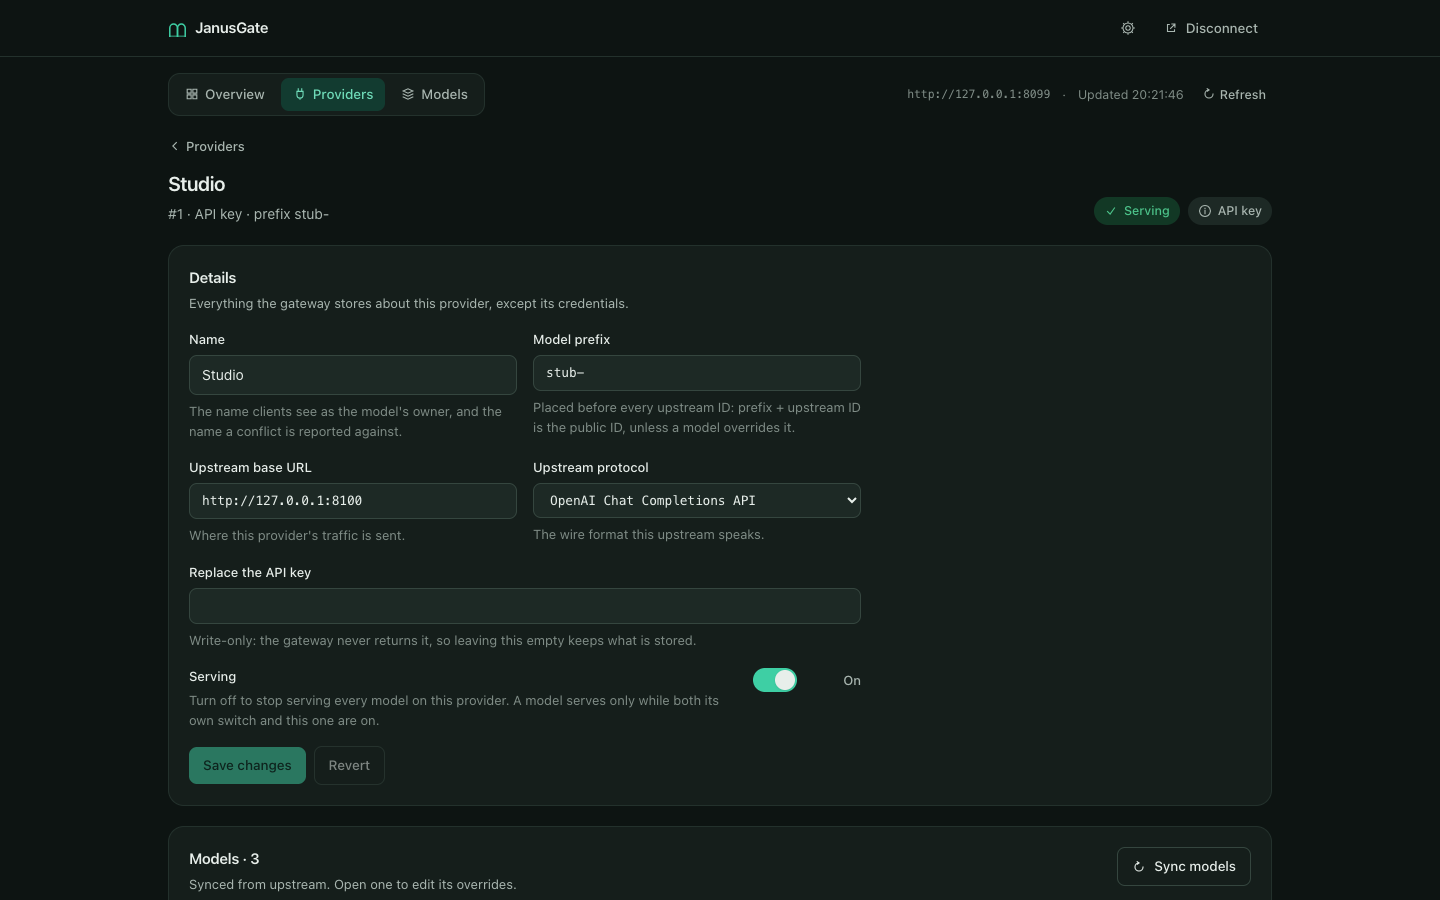 JanusGate
Disconnect
Overview
Providers
Models
http://127.0.0.1:8099 · Updated 20:21:46
Refresh
Providers
Studio
#1 · API key · prefix stub-
Serving
API key
Details
Everything the gateway stores about this provider, except its credentials.
Name
Model prefix
Studio
stub-
The name clients see as the model's owner, and the
name a conflict is reported against.
Placed before every upstream ID: prefix + upstream ID
is the public ID, unless a model overrides it.
Upstream base URL
Upstream protocol
http://127.0.0.1:8100
OpenAI Chat Completions API
Where this provider's traffic is sent.
The wire format this upstream speaks.
Replace the API key
Write-only: the gateway never returns it, so leaving this empty keeps what is stored.
Serving
On
Turn off to stop serving every model on this provider. A model serves only while both its
own switch and this one are on.
Save changes
Revert
Models · 3
Sync models
Synced from upstream. Open one to edit its overrides.